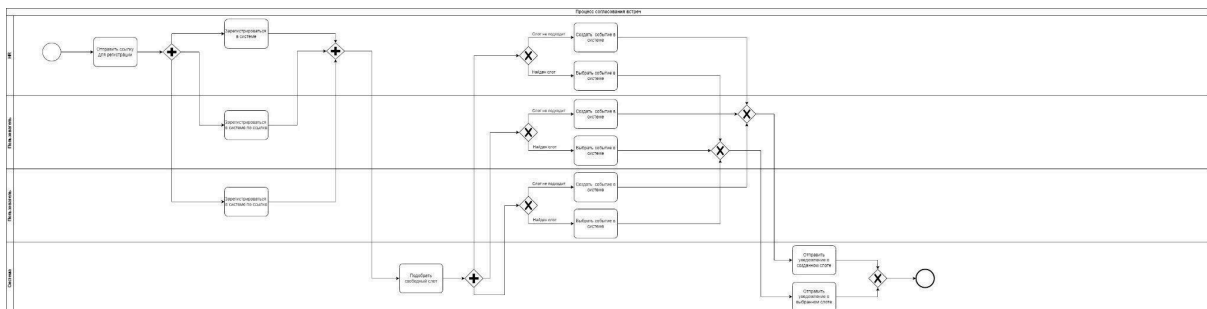 Процесс согласования встреч
HR
Отправить ссылку
для регистрации
Зарегистрироваться
в системе
Слот не подходит
Создать событие в
системе
Найден слот
Выбрать событие в
системе
Пользователь
Зарегистрироваться
в системе по ссылке
Слот не подходит
Создать событие в
системе
Найден слот
Выбрать событие в
системе
Пользователь
Зарегистрироваться
в системе по ссылке
Слот не подходит
Создать событие в
системе
Найден слот
Выбрать событие в
системе
Система
Подобрать
свободный слот
Отправить
уведомление о
созданном слоте
Отправить
уведомление о
выбранном слоте